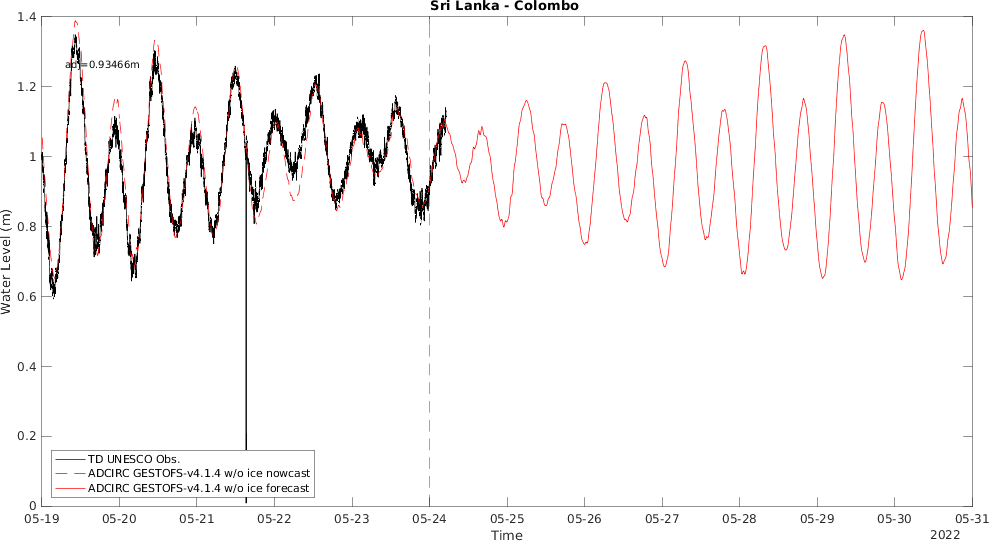 Sri Lanka - Colombo
1.4
1.2
1
0.8
0.6
0.4
0.2
0
Water Level (m)
adj=0.93466m
TD UNESCO Obs.
ADCIRC GESTOFS-v4.1.4 w/o ice nowcast
ADCIRC GESTOFS-v4.1.4 w/o ice forecast
05-19 05-20 05-21 05-22 05-23 05-24 05-25 05-26 05-27 05-28 05-29 05-30 05-31
Time
2022